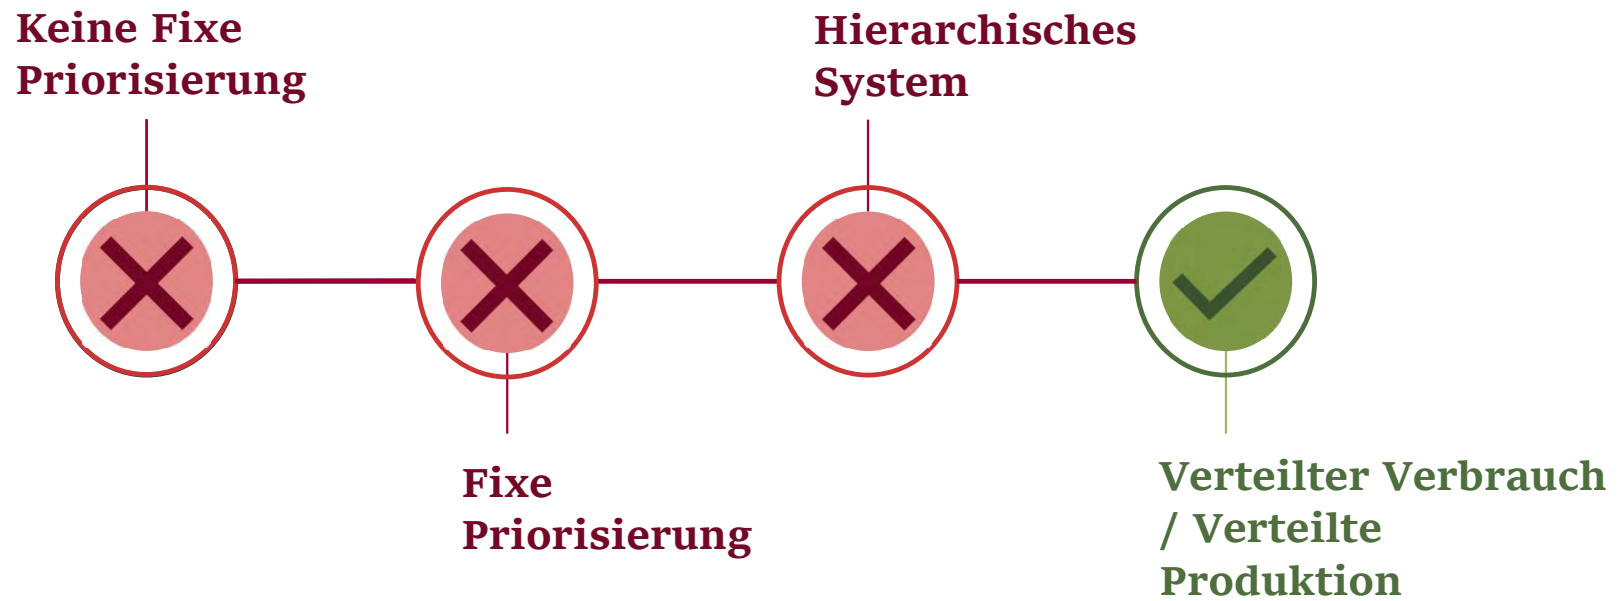 Keine Fixe
Priorisierung
Hierarchisches
System
Fixe
Priorisierung
Verteilter Verbrauch
/ Verteilte
Produktion